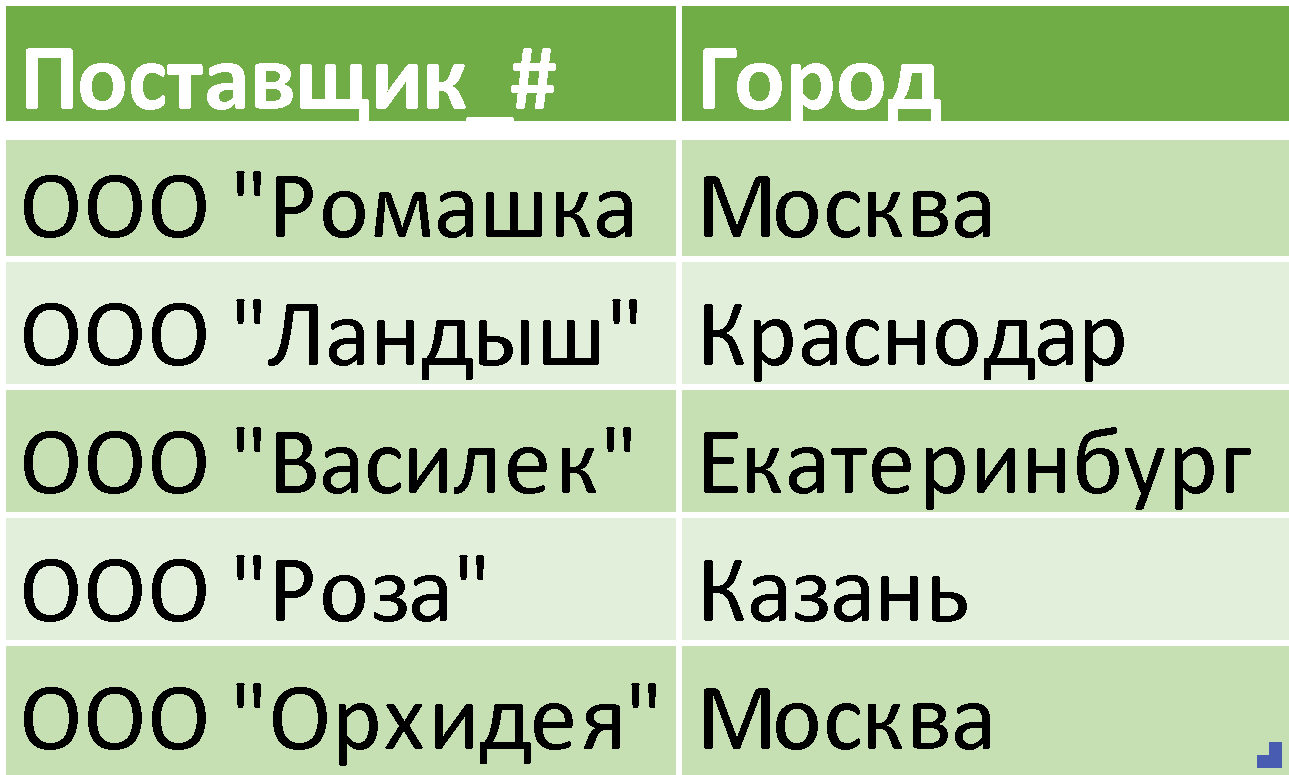 Поставщик_# Город
ООО "Ромашка Москва
ООО "Ландыш" Краснодар
ООО "Василек" Екатеринбург
ООО "Роза" Казань
ООО "Орхидея" Москва